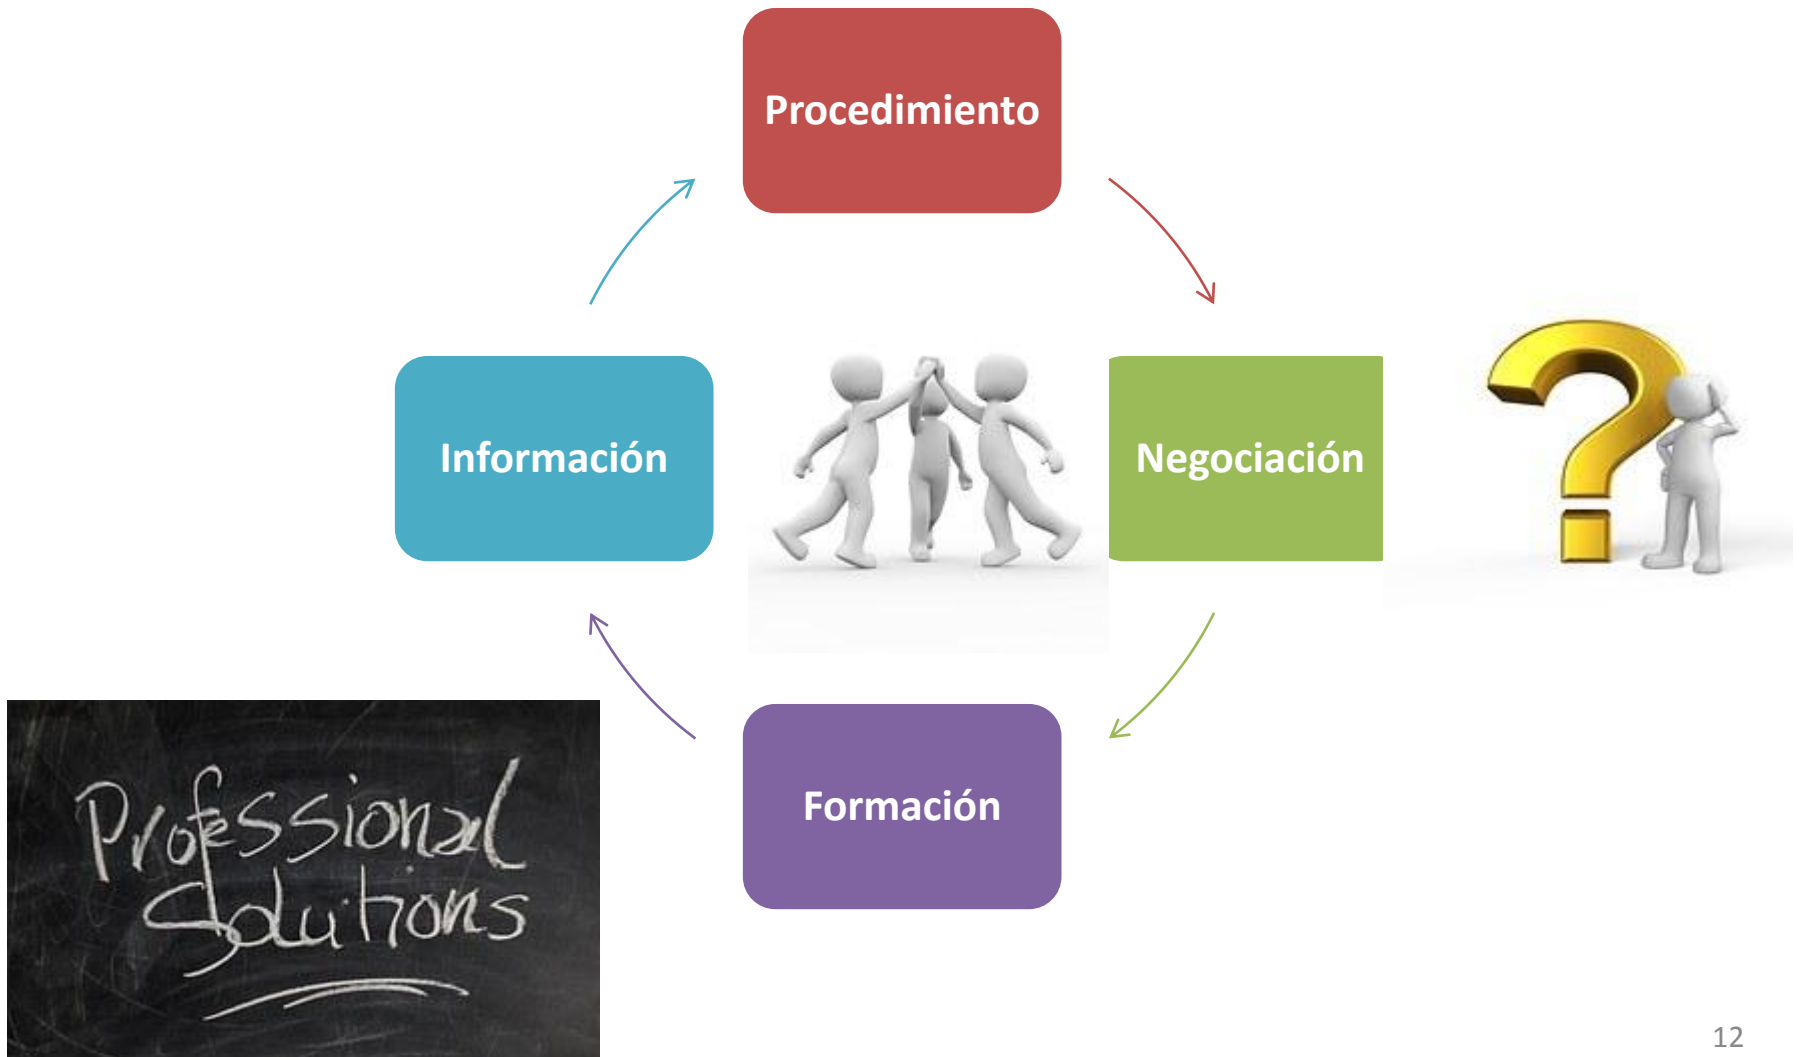 Procedimiento
Información
Negociación
Formación
Professional
Solutions
12